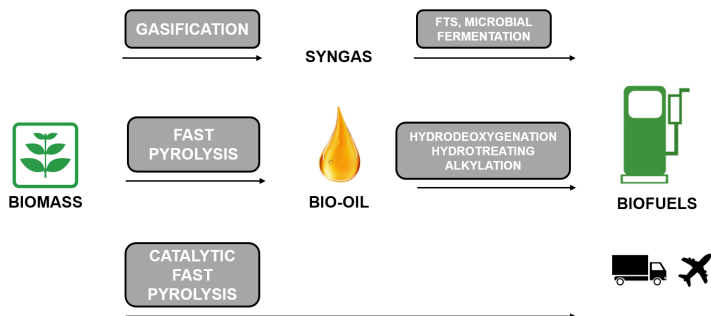 GASIFICATION
SYNGAS
FTS, MICROBIAL
FERMENTATION
BIOMASS
FAST
PYROLYSIS
BIO-OIL
HYDRODEOXYGENATION
HYDROTREATING
ALKYLATION
BIOFUELS
CATALYTIC
FAST
PYROLYSIS